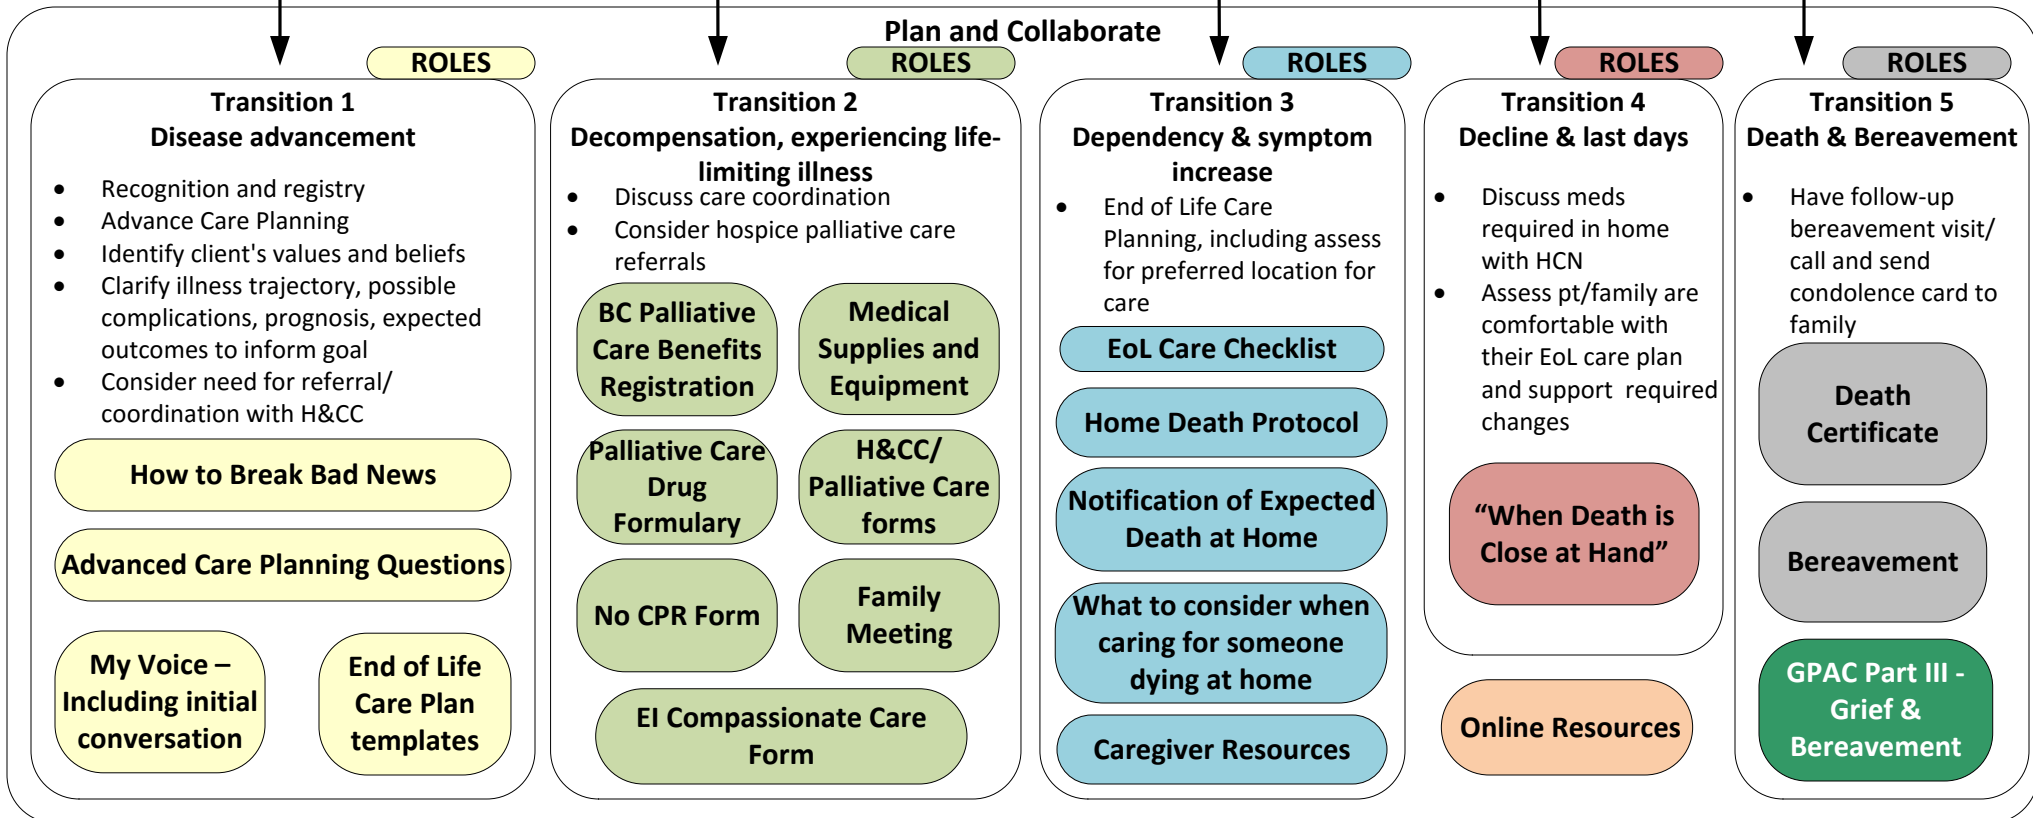 Plan and Collaborate
ROLES
Transition 1
Disease advancement
• Recognition and registry
• Advance Care Planning
• Identify client's values and beliefs
• Clarify illness trajectory, possible
complications, prognosis, expected
outcomes to inform goal
• Consider need for referral/
coordination with H&CC
How to Break Bad News
Advanced Care Planning Questions
My Voice –
Including initial
conversation
End of Life
Care Plan
templates
ROLES
Transition 2
Decompensation, experiencing life-
limiting illness
• Discuss care coordination
• Consider hospice palliative care
referrals
BC Palliative
Care Benefits
Registration
Medical
Supplies and
Equipment
Palliative Care
Drug
Formulary
H&CC/
Palliative Care
forms
No CPR Form
Family
Meeting
EI Compassionate Care
Form
ROLES
Transition 3
Dependency & symptom
increase
• End of Life Care
Planning, including assess
for preferred location for
care
EoL Care Checklist
Home Death Protocol
Notification of Expected
Death at Home
What to consider when
caring for someone
dying at home
Caregiver Resources
ROLES
Transition 4
Decline & last days
• Discuss meds
required in home
with HCN
• Assess pt/family are
comfortable with
their EoL care plan
and support required
changes
“When Death is
Close at Hand”
Online Resources
ROLES
Transition 5
Death & Bereavement
• Have follow-up
bereavement visit/
call and send
condolence card to
family
Death
Certificate
Bereavement
GPAC Part III -
Grief &
Bereavement